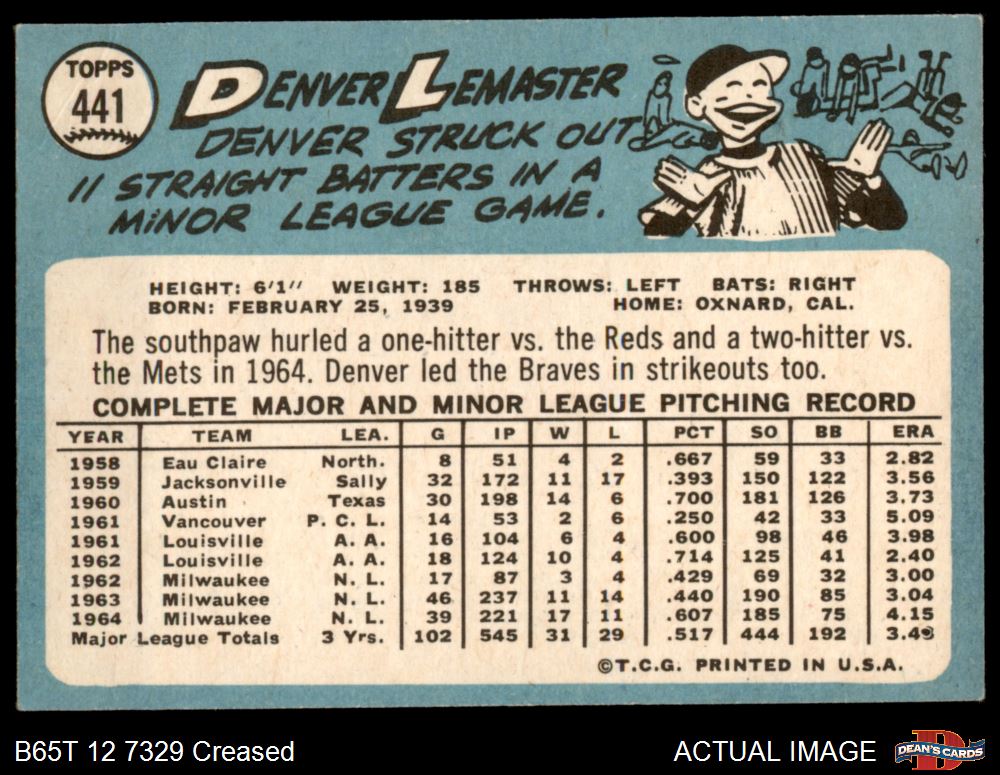 TOPPS
441
DENVER LEMASTER
DENVER STRUCK OUT
11 STRAIGHT BATTERS IN A
MINOR LEAGUE GAME.
HEIGHT: 6'1" WEIGHT: 185 THROWS: LEFT BATS: RIGHT
BORN: FEBRUARY 25, 1939 HOME: OXNARD, CAL.
The southpaw hurled a one-hitter vs. the Reds and a two-hitter vs.
the Mets in 1964. Denver led the Braves in strikeouts too.
COMPLETE MAJOR AND MINOR LEAGUE PITCHING RECORD
YEAR TEAM LEA. G IP W L PCT SO BB ERA
1958 Eau Claire North. 8 51 4 2 .667 59 33 2.82
1959 Jacksonville Sally 32 172 11 17 .393 150 122 3.56
1960 Austin Texas 30 198 14 6 .700 181 126 3.73
1961 Vancouver P. C. L. 14 53 2 6 .250 42 33 5.09
1961 Louisville A. A. 16 104 6 4 .600 98 46 3.98
1962 Louisville A. A. 18 124 10 4 .714 125 41 2.40
1962 Milwaukee N. L. 17 87 3 4 .429 69 32 3.00
1963 Milwaukee N. L. 46 237 11 14 .440 190 85 3.04
1964 Milwaukee N. L. 39 221 17 11 .607 185 75 4.15
Major League Totals 3 Yrs. 102 545 31 29 .517 444 192
©T.C.G. PRINTED IN U.S.A.
B65T 12 7329 Creased
ACTUAL IMAGE
DEAN'S CARDS